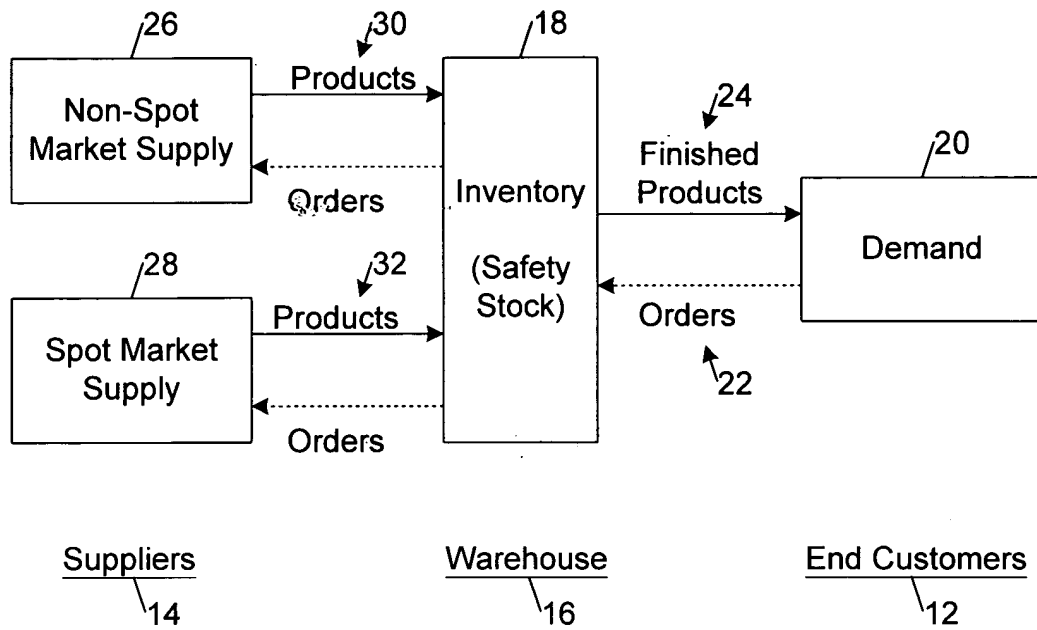 26
30
18
Non-Spot
Market Supply
Products
Orders
24
Finished
Products
20
Inventory
(Safety
Stock)
Demand
28
32
Spot Market
Supply
Products
Orders
Orders
22
Suppliers
14
Warehouse
16
End Customers
12